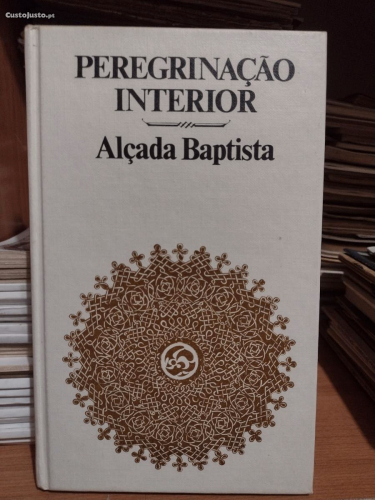 CustoJusto.pt
PEREGRINAÇÃO
INTERIOR
Alçada Baptista